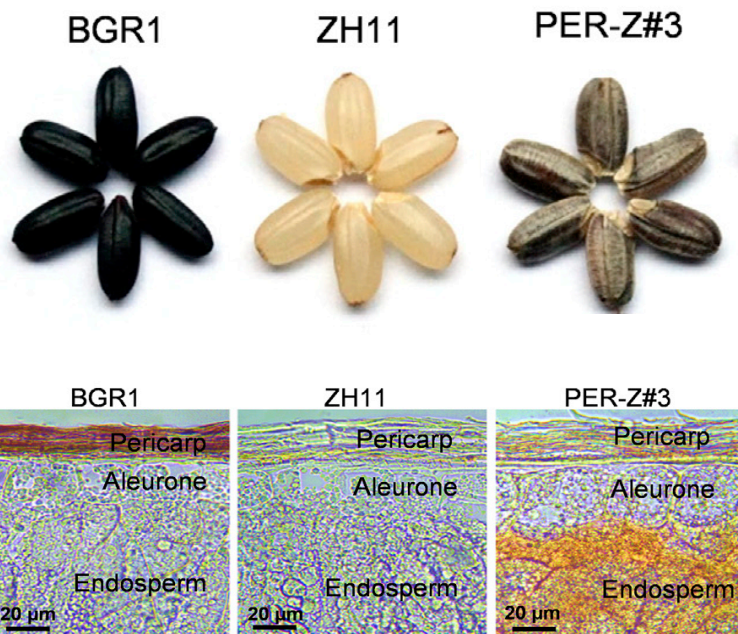 BGR1 ZH11 PER-Z#3
BGR1 ZH11 PER-Z#3
Pericarp Pericarp Pericarp
Aleurone Aleurone Aleurone
Endosperm Endosperm Endosperm
20 µm 20 µm 20 µm